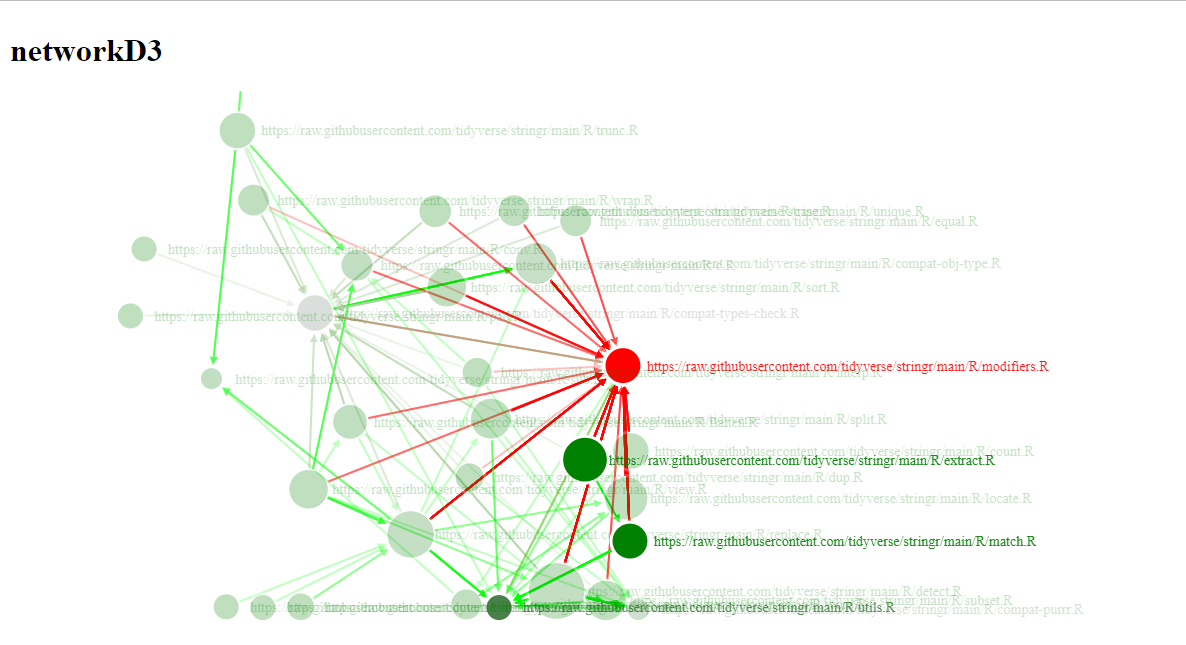 networkD3
https://raw.githubusercontent.com/tidyverse/stringr/main/R/trunc.R
https://raw.githubusercontent.com/tidyverse/stringr/main/R/wrap.R
https://raw.githubusercontent.com/tidyverse/stringr/main/R/unique.R
https://raw.githubusercontent.com/tidyverse/stringr/main/R/equal.R
https://raw.githubusercontent.com/tidyverse/stringr/main/R/conv.R
https://raw.githubusercontent.com/tidyverse/stringr/main/R/compat-obj-type.R
https://raw.githubusercontent.com/tidyverse/stringr/main/R/c.R
https://raw.githubusercontent.com/tidyverse/stringr/main/R/sort.R
https://raw.githubusercontent.com/tidyverse/stringr/main/R/compat-types-check.R
https://raw.githubusercontent.com/tidyverse/stringr/main/R/modifiers.R
https://raw.githubusercontent.com/tidyverse/stringr/main/R/interp.R
https://raw.githubusercontent.com/tidyverse/stringr/main/R/split.R
https://raw.githubusercontent.com/tidyverse/stringr/main/R/flatten.R
https://raw.githubusercontent.com/tidyverse/stringr/main/R/count.R
https://raw.githubusercontent.com/tidyverse/stringr/main/R/extract.R
https://raw.githubusercontent.com/tidyverse/stringr/main/R/dup.R
https://raw.githubusercontent.com/tidyverse/stringr/main/R/view.R
https://raw.githubusercontent.com/tidyverse/stringr/main/R/locate.R
https://raw.githubusercontent.com/tidyverse/stringr/main/R/replace.R
https://raw.githubusercontent.com/tidyverse/stringr/main/R/match.R
https://raw.githubusercontent.com/tidyverse/stringr/main/R/detect.R
https://raw.githubusercontent.com/tidyverse/stringr/main/R/subset.R
https://raw.githubusercontent.com/tidyverse/stringr/main/R/utils.R
https://raw.githubusercontent.com/tidyverse/stringr/main/R/compat-purrr.R